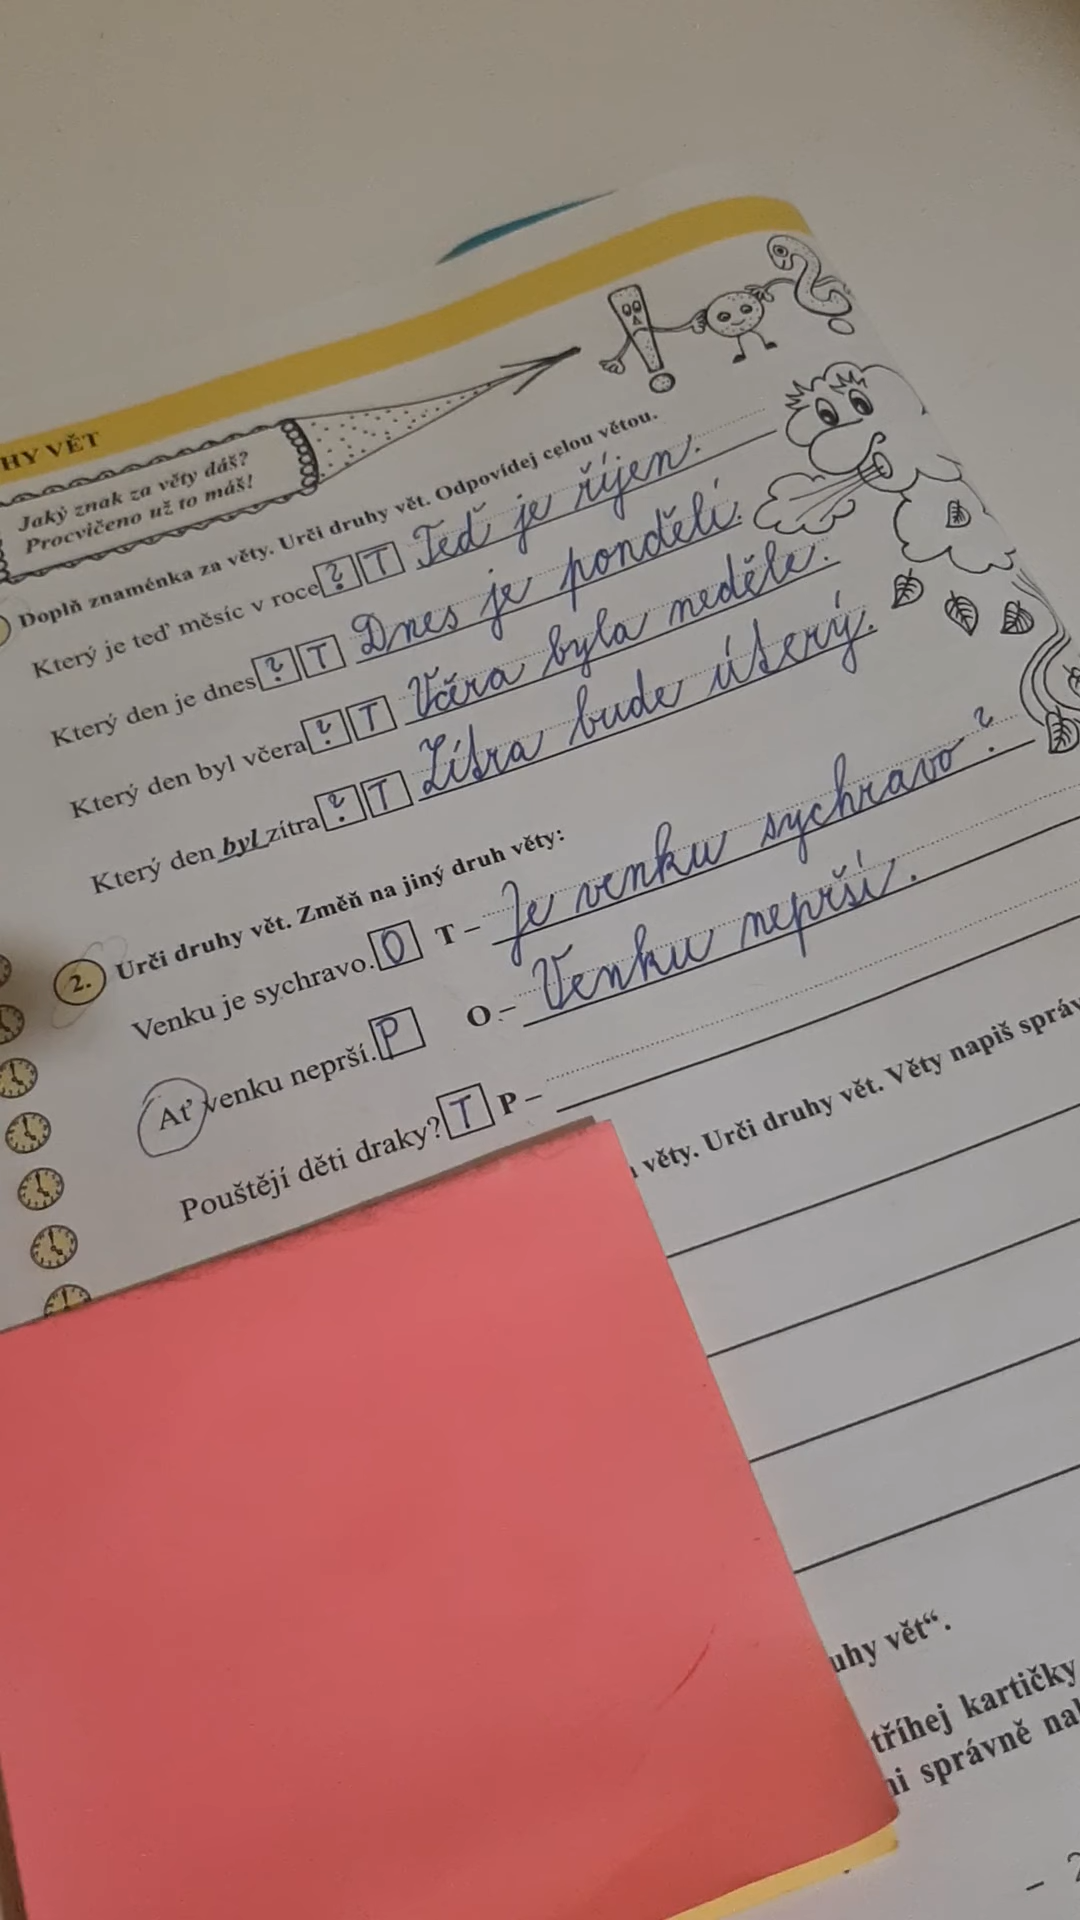 HY VĚT
Jaký znak za věty dáš?
Procvičeno už to máš!
Doplň znaménka za věty. Urči druhy vět. Odpovídej celou větou.
Který je teď měsíc v roce ? T Teď je říjen.
Který den je dnes ? T Dnes je pondělí.
Který den byl včera ? T Včera byla neděle.
Který den byl zítra ? T Zítra bude úterý.
2. Urči druhy vět. Změň na jiný druh věty:
Venku je sychravo. O T – Je venku sychravo?
Ať venku neprší. P O – Venku neprší.
Pouštějí děti draky? T P –
věty. Urči druhy vět. Věty napiš správ
uhy vět“.
tříhej kartičky
ni správně nal
– 2